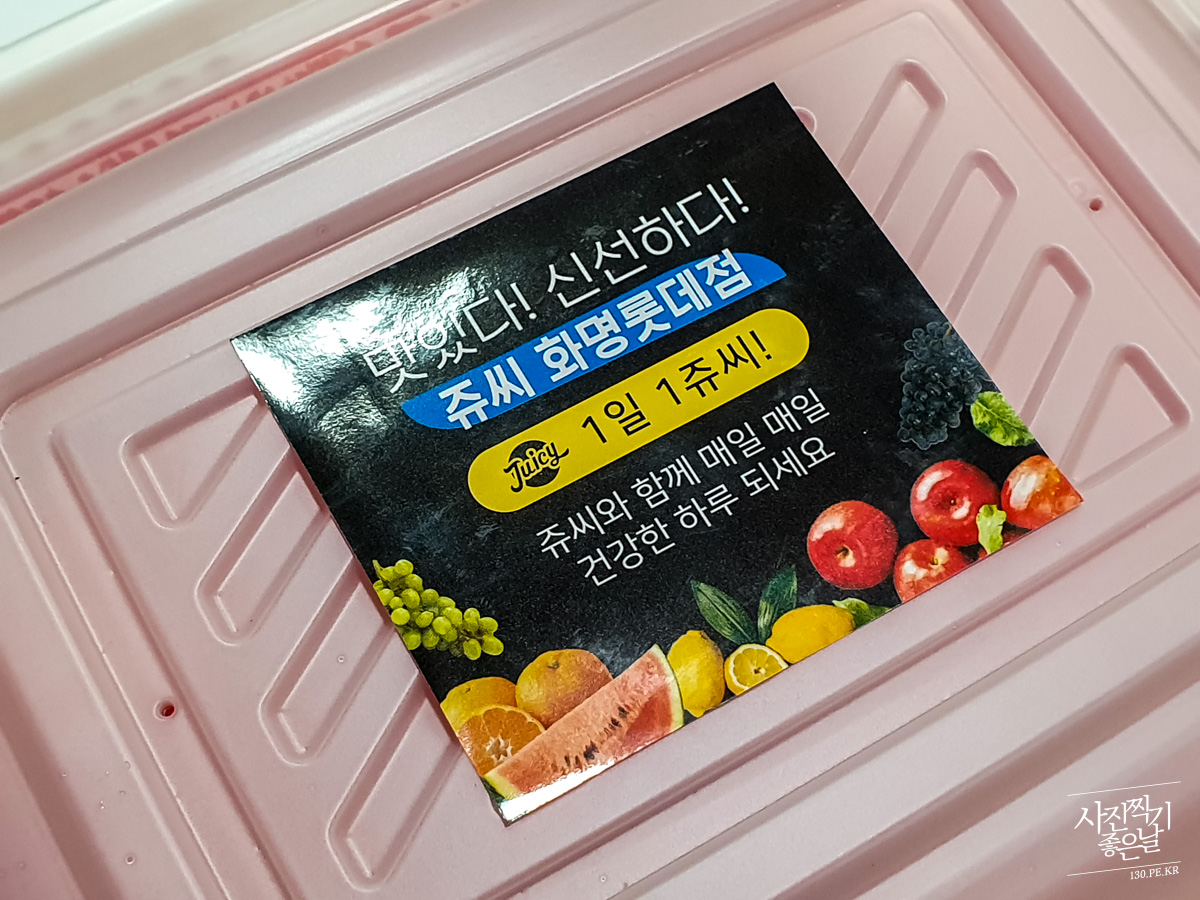 맛있다! 신선하다!
쥬씨 화명롯데점
Juicy 1일 1쥬씨!
쥬씨와 함께 매일 매일
건강한 하루 되세요
사진찍기
좋은날
130.PE.KR